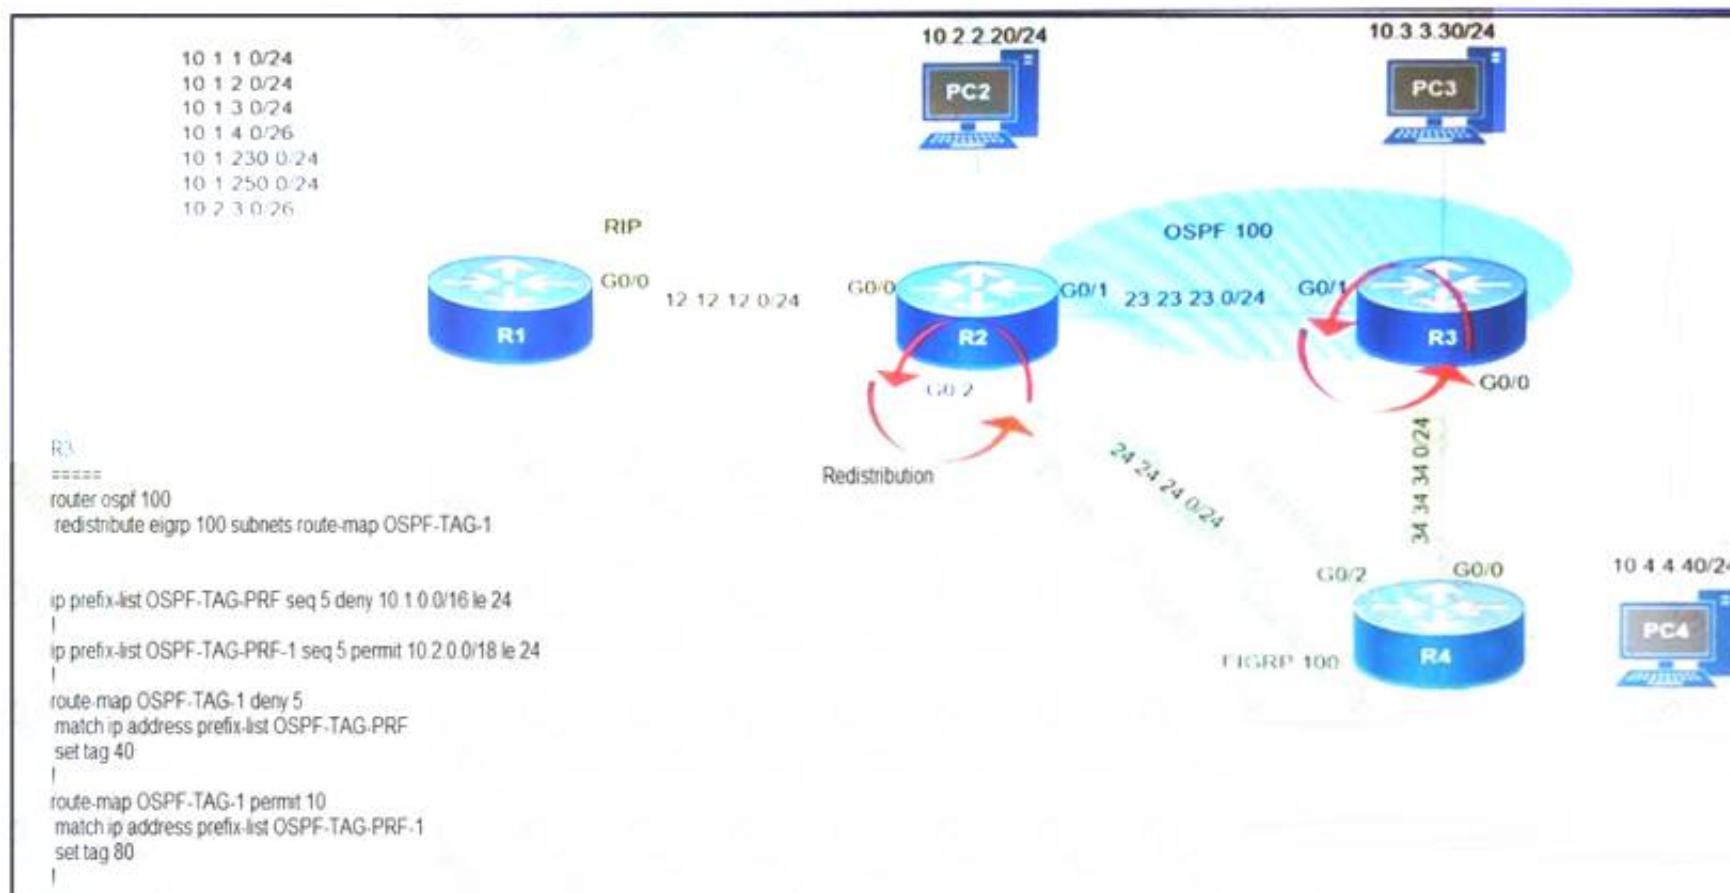 10 1 1 0/24
10 1 2 0/24
10 1 3 0/24
10 1 4 0/26
10 1 230 0/24
10 1 250 0/24
10 2 3 0/26
10 2 2.20/24
10 3 3.30/24
PC2
PC3
RIP
OSPF 100
G0/0
12 12 12 0/24
G0/0
G0/1
23 23 23 0/24
G0/1
R1
R2
R3
G0 2
G0/0
Redistribution
24 24 24 0/24
34 34 34 0/24
G0/2
G0/0
10 4 4.40/24
EIGRP 100
R4
PC4
R3
=====
router ospf 100
redistribute eigrp 100 subnets route-map OSPF-TAG-1
ip prefix-list OSPF-TAG-PRF seq 5 deny 10.1.0.0/16 le 24
!
ip prefix-list OSPF-TAG-PRF-1 seq 5 permit 10.2.0.0/18 le 24
!
route-map OSPF-TAG-1 deny 5
match ip address prefix-list OSPF-TAG-PRF
set tag 40
!
route-map OSPF-TAG-1 permit 10
match ip address prefix-list OSPF-TAG-PRF-1
set tag 80
!